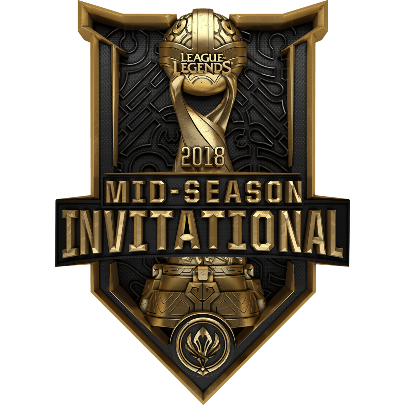 LEAGUE
of
LEGENDS
2018
MID-SEASON
INVITATIONAL